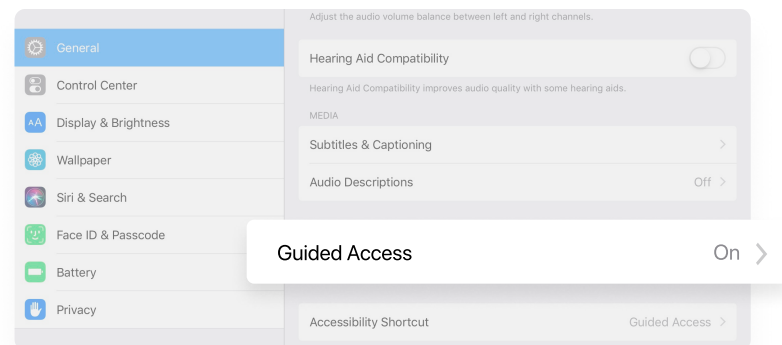 Adjust the audio volume balance between left and right channels.
General
Control Center
Display & Brightness
Wallpaper
Siri & Search
Face ID & Passcode
Battery
Privacy
Hearing Aid Compatibility
Hearing Aid Compatibility improves audio quality with some hearing aids.
MEDIA
Subtitles & Captioning
Audio Descriptions Off
Guided Access On
Accessibility Shortcut Guided Access
AA